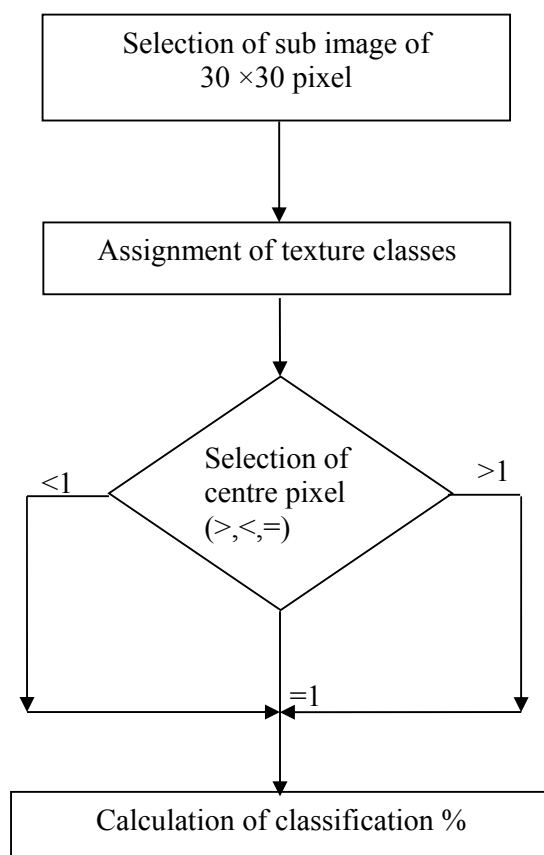 Selection of sub image of
30 ×30 pixel
Assignment of texture classes
<1
Selection of
centre pixel
(>,<,=)
>1
=1
Calculation of classification %